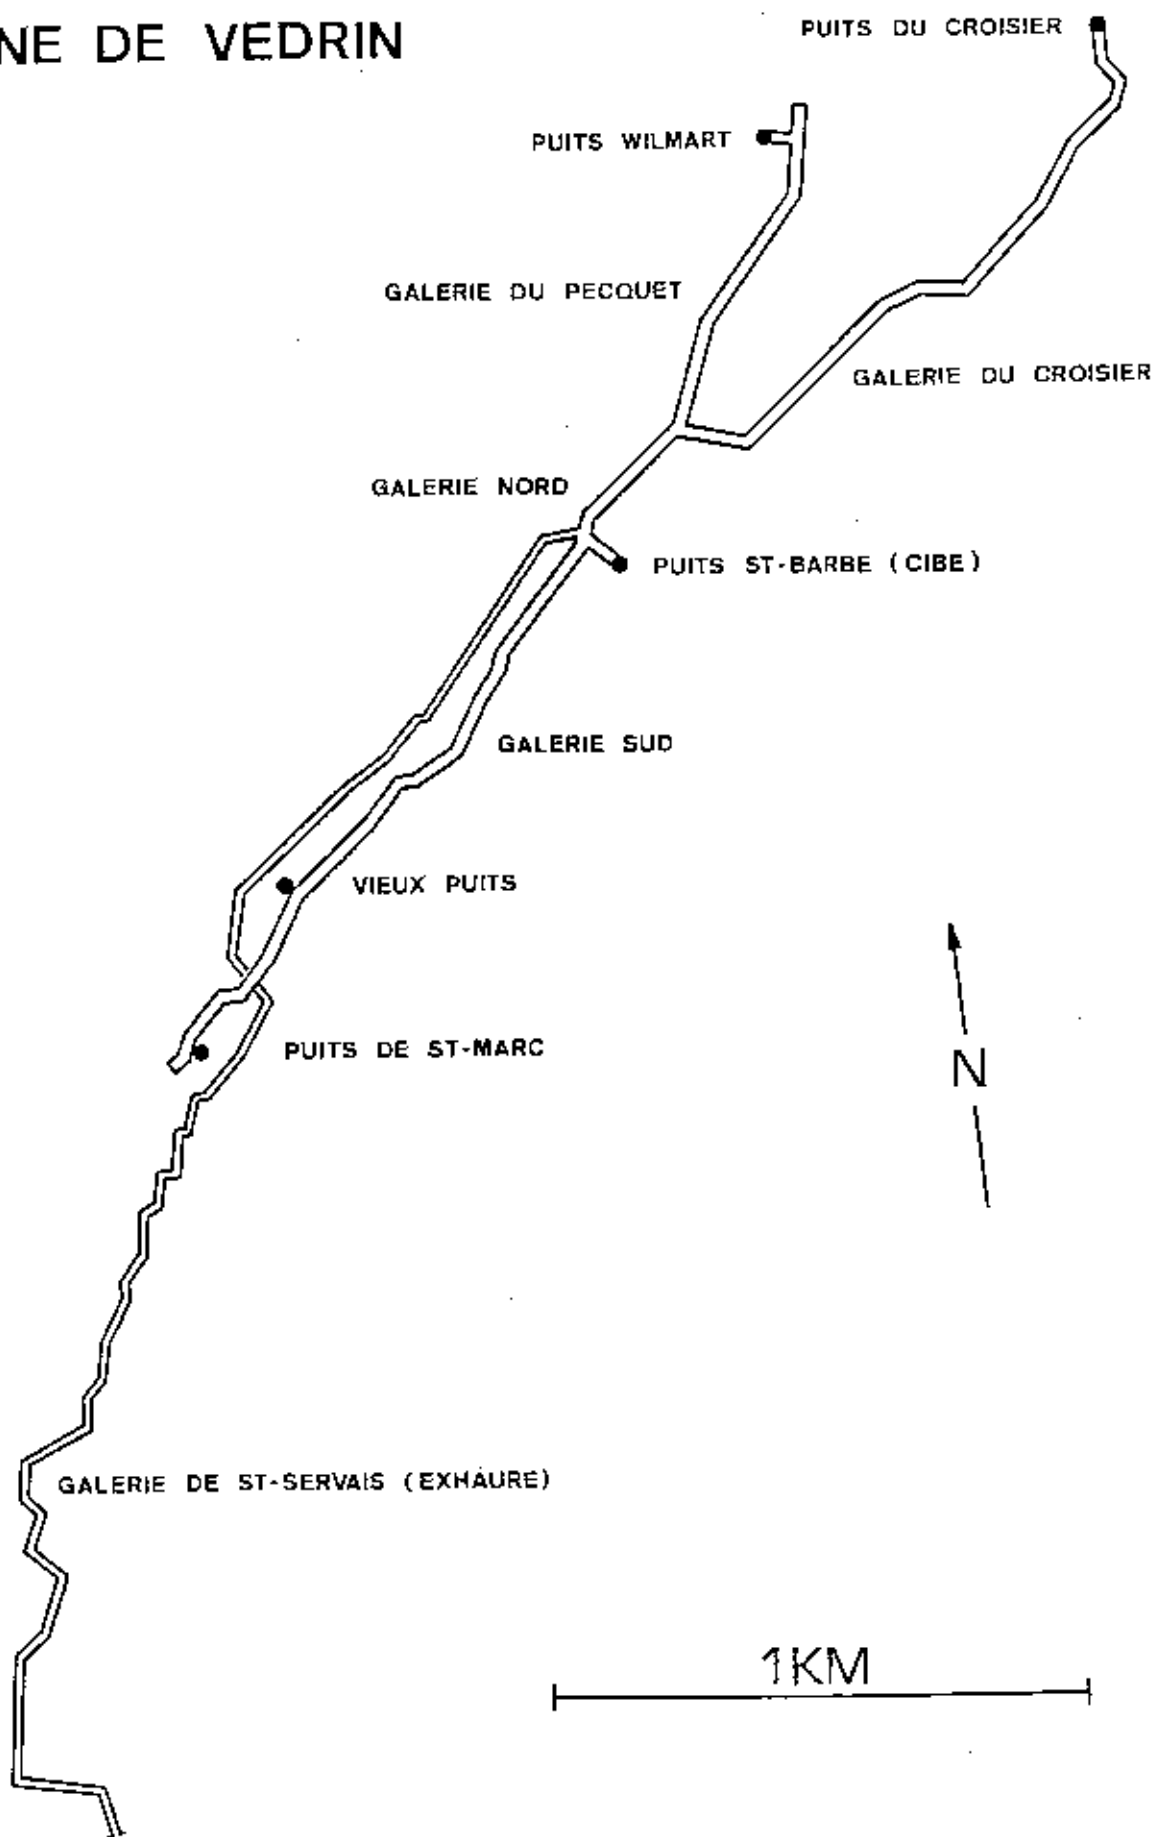 NE DE VEDRIN
PUITS DU CROISIER
PUITS WILMART
GALERIE DU PECQUET
GALERIE DU CROISIER
GALERIE NORD
PUITS ST-BARBE (CIBE)
GALERIE SUD
VIEUX PUITS
PUITS DE ST-MARC
N
GALERIE DE ST-SERVAIS (EXHAURE)
1KM